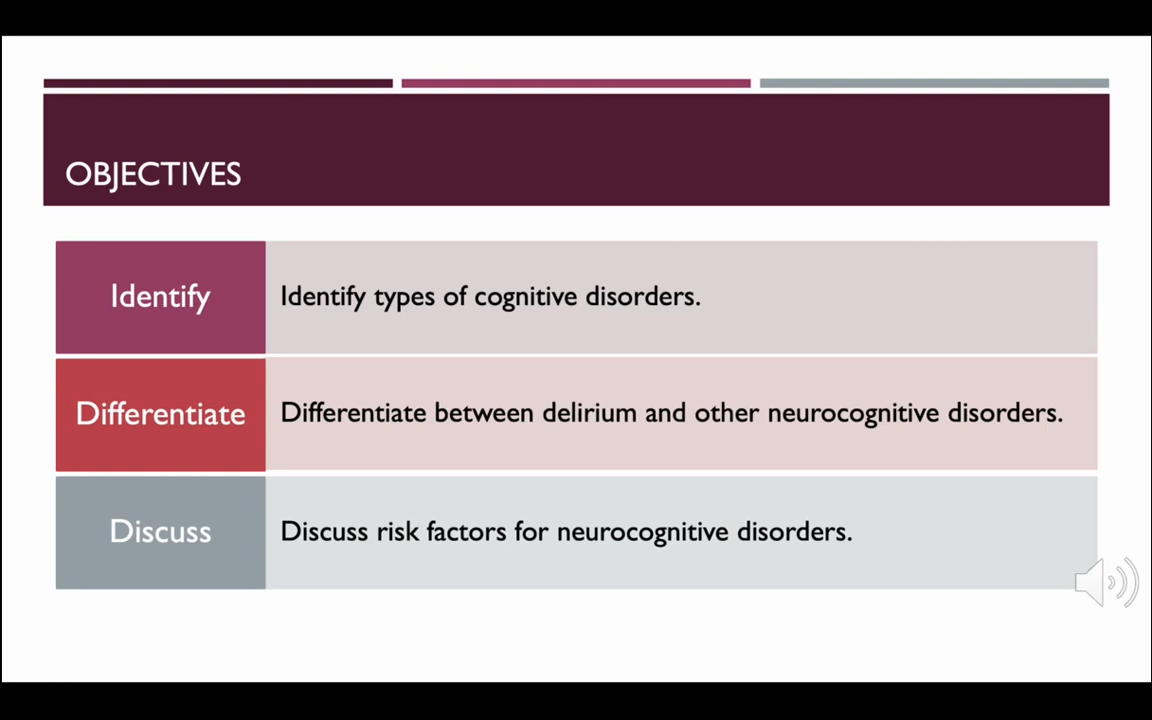 OBJECTIVES
Identify
Identify types of cognitive disorders.
Differentiate
Differentiate between delirium and other neurocognitive disorders.
Discuss
Discuss risk factors for neurocognitive disorders.